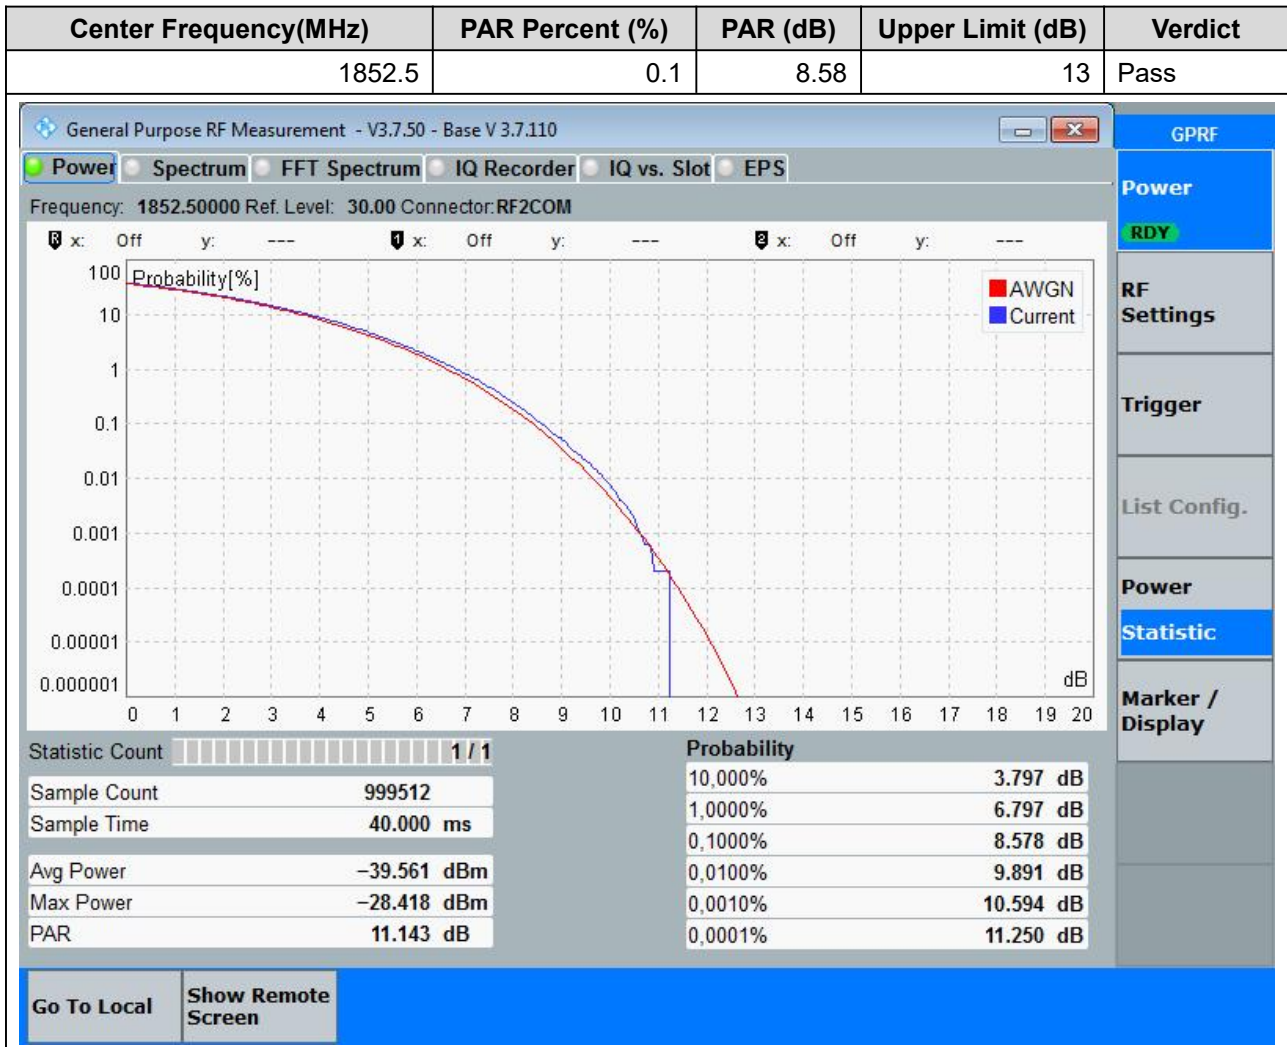 Center Frequency(MHz) PAR Percent (%) PAR (dB) Upper Limit (dB) Verdict
1852.5 0.1 8.58 13 Pass
General Purpose RF Measurement - V3.7.50 - Base V 3.7.110
GPRF
Power Spectrum FFT Spectrum IQ Recorder IQ vs. Slot EPS
Frequency: 1852.50000 Ref. Level: 30.00 Connector:RF2COM
R x: Off y: --- 1 x: Off y: --- 2 x: Off y: ---
Probability[%]
AWGN
Current
100
10
1
0.1
0.01
0.001
0.0001
0.00001
0.000001
dB
0 1 2 3 4 5 6 7 8 9 10 11 12 13 14 15 16 17 18 19 20
Statistic Count 1 / 1
Sample Count 999512
Sample Time 40.000 ms
Avg Power −39.561 dBm
Max Power −28.418 dBm
PAR 11.143 dB
Probability
10,000% 3.797 dB
1,0000% 6.797 dB
0,1000% 8.578 dB
0,0100% 9.891 dB
0,0010% 10.594 dB
0,0001% 11.250 dB
Power
RDY
RF
Settings
Trigger
List Config.
Power
Statistic
Marker /
Display
Go To Local
Show Remote
Screen